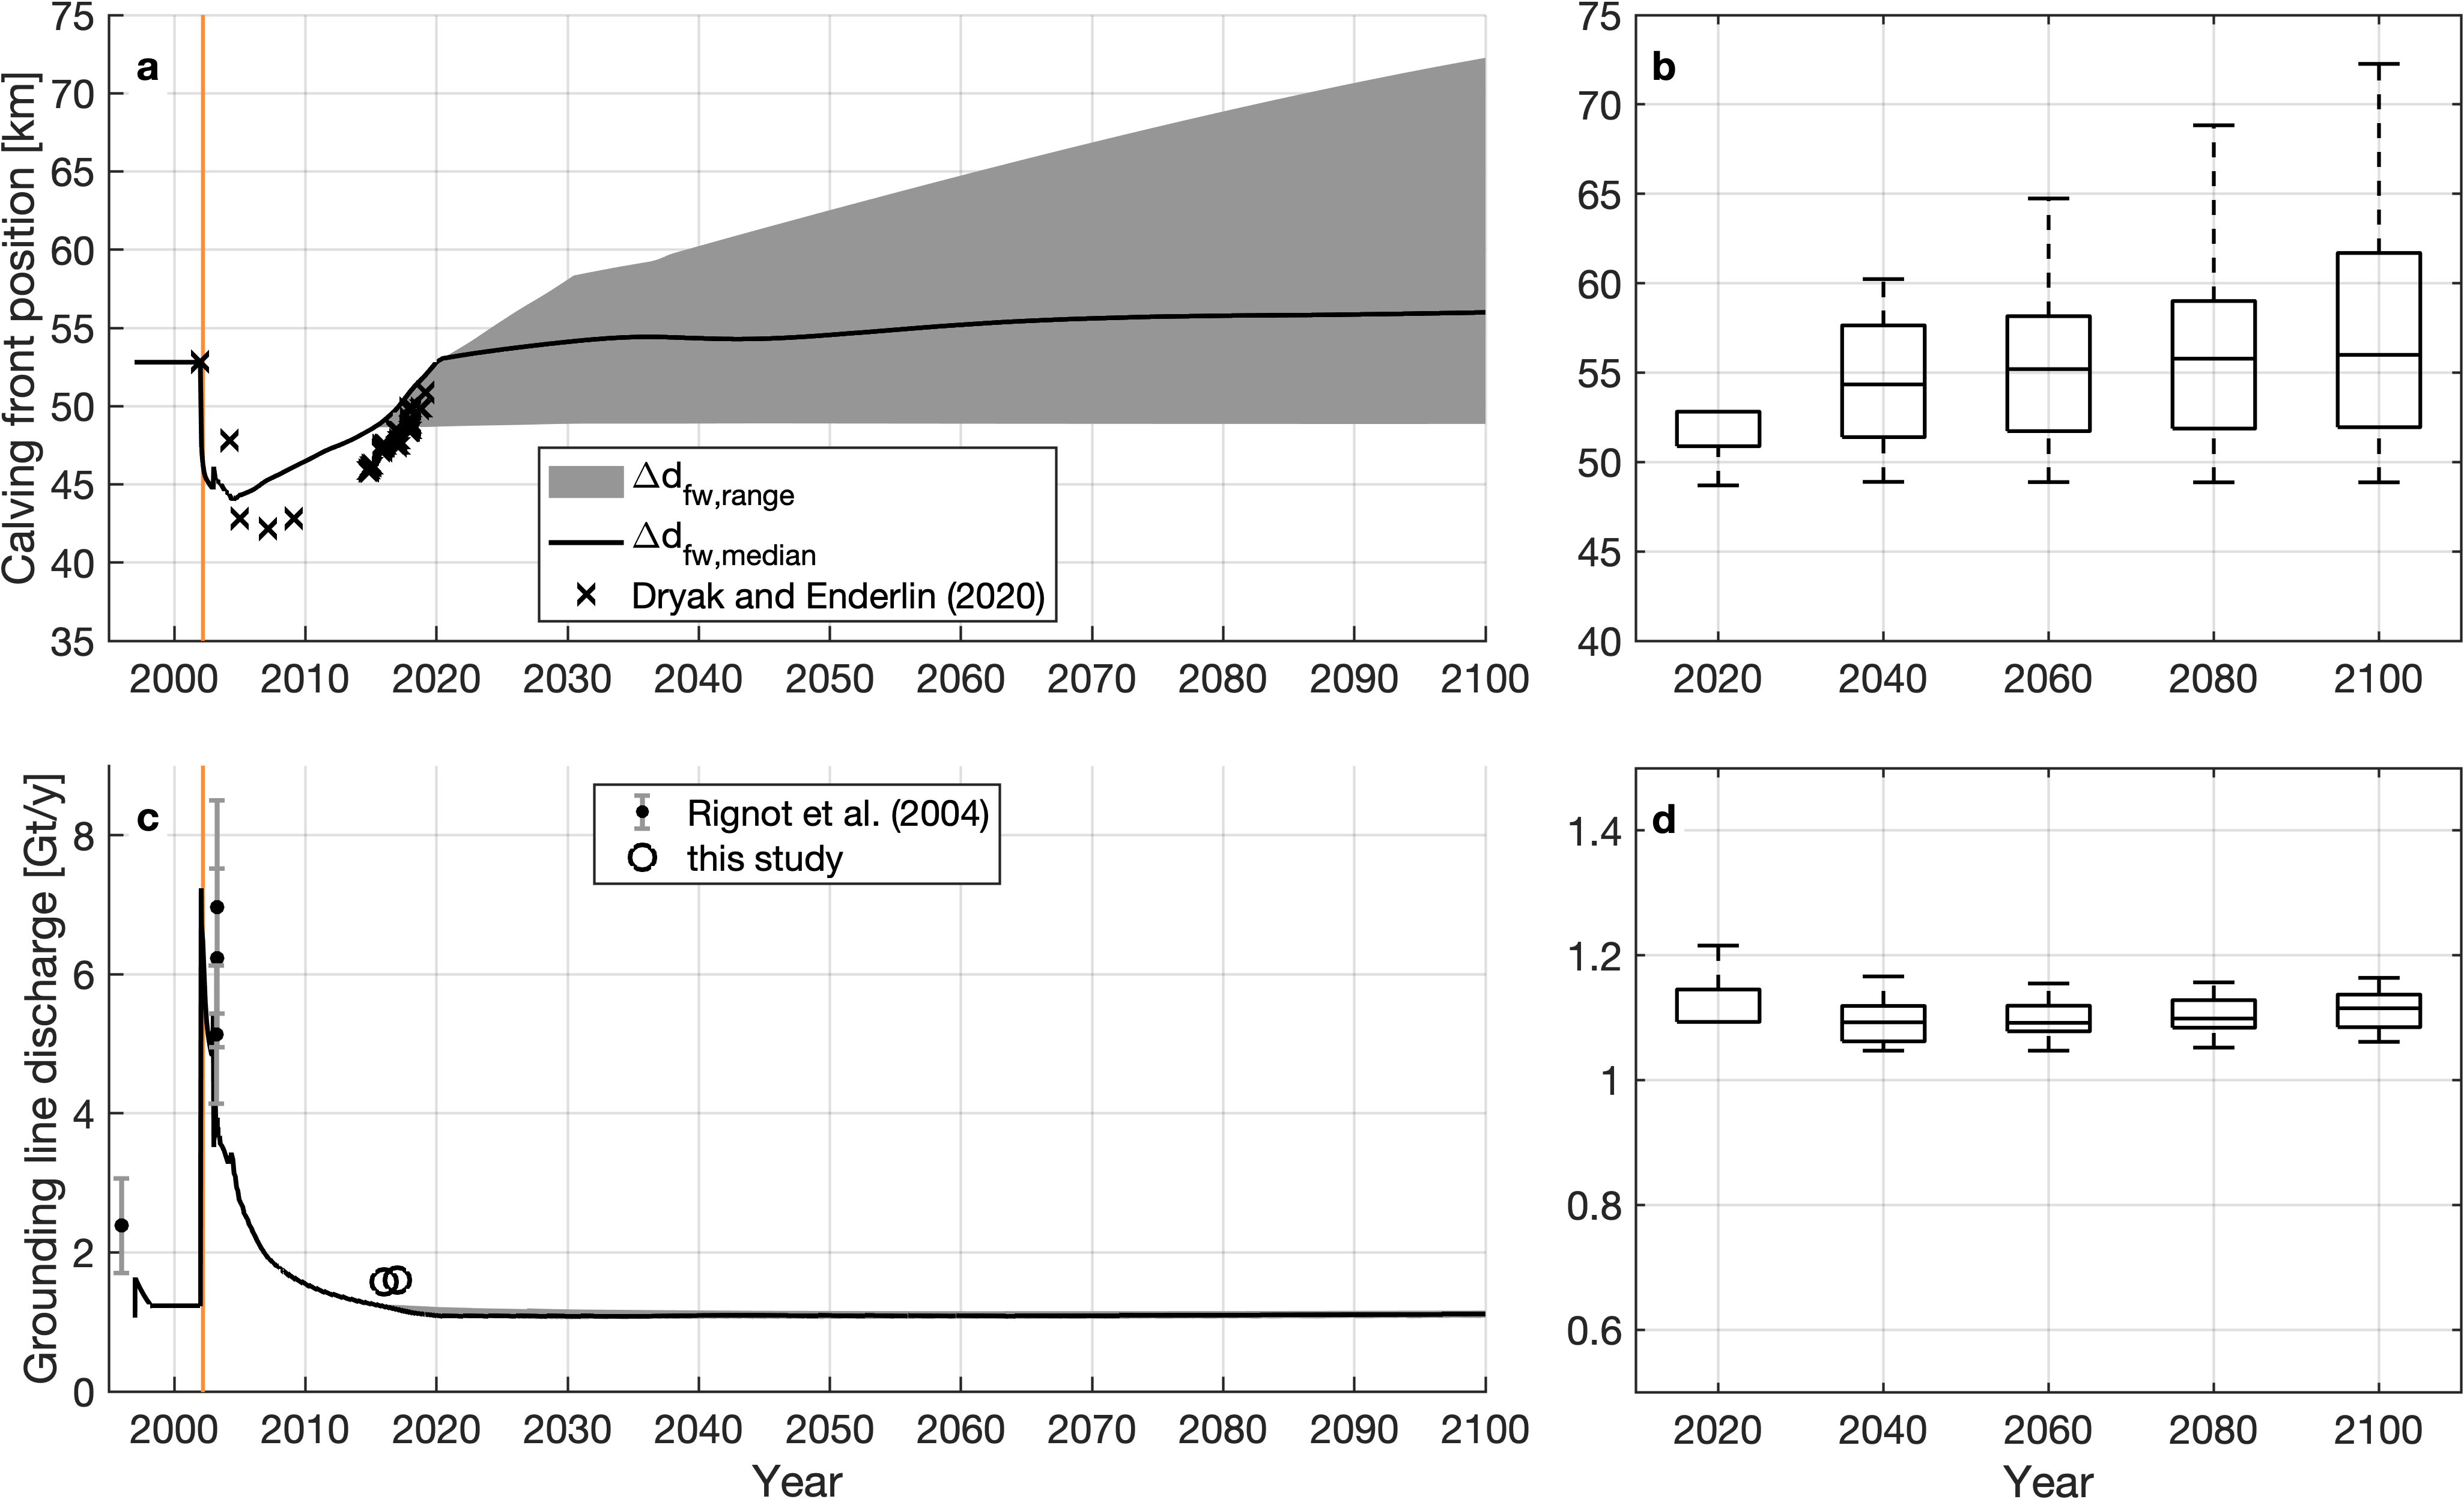 a
Calving front position [km]
75
70
65
60
55
50
45
40
35
2000 2010 2020 2030 2040 2050 2060 2070 2080 2090 2100
Δd fw,range
Δd fw,median
Dryak and Enderlin (2020)
b
75
70
65
60
55
50
45
40
2020 2040 2060 2080 2100
c
Grounding line discharge [Gt/y]
8
6
4
2
0
Rignot et al. (2004)
this study
2000 2010 2020 2030 2040 2050 2060 2070 2080 2090 2100
Year
d
1.4
1.2
1
0.8
0.6
2020 2040 2060 2080 2100
Year